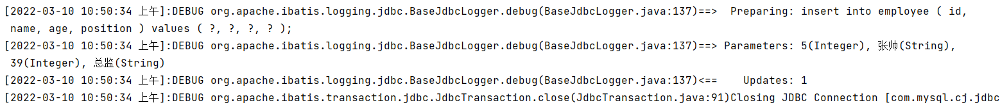 [2022-03-10 10:50:34 上午]:DEBUG org.apache.ibatis.logging.jdbc.BaseJdbcLogger.debug(BaseJdbcLogger.java:137)==>  Preparing: insert into employee ( id,
 name, age, position ) values ( ?, ?, ?, ? );
[2022-03-10 10:50:34 上午]:DEBUG org.apache.ibatis.logging.jdbc.BaseJdbcLogger.debug(BaseJdbcLogger.java:137)==> Parameters: 5(Integer), 张帅(String),
 39(Integer), 总监(String)
[2022-03-10 10:50:34 上午]:DEBUG org.apache.ibatis.logging.jdbc.BaseJdbcLogger.debug(BaseJdbcLogger.java:137)<==    Updates: 1
[2022-03-10 10:50:34 上午]:DEBUG org.apache.ibatis.transaction.jdbc.JdbcTransaction.close(JdbcTransaction.java:91)Closing JDBC Connection [com.mysql.cj.jdbc